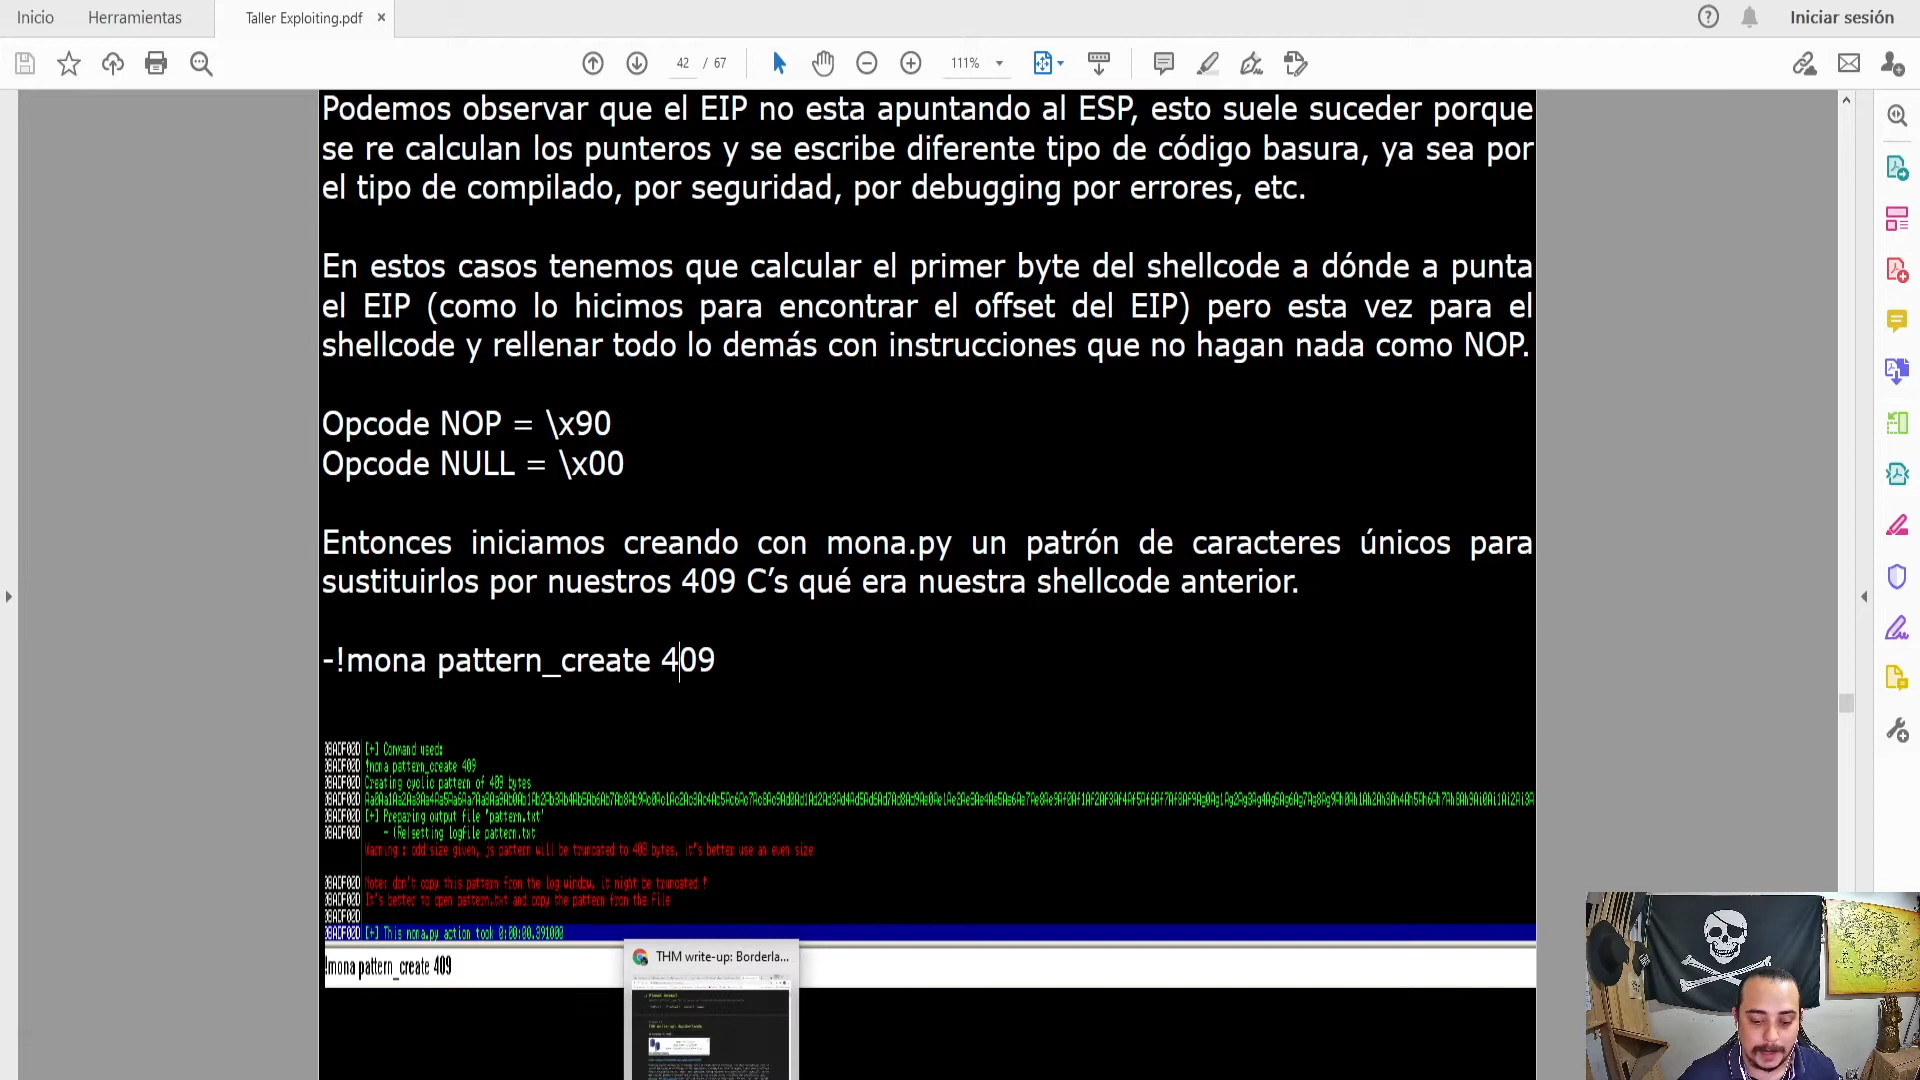 Inicio
Herramientas
Taller Exploiting.pdf
Iniciar sesión
42 / 67
111%
Podemos observar que el EIP no esta apuntando al ESP, esto suele suceder porque
se re calculan los punteros y se escribe diferente tipo de código basura, ya sea por
el tipo de compilado, por seguridad, por debugging por errores, etc.
En estos casos tenemos que calcular el primer byte del shellcode a dónde a punta
el EIP (como lo hicimos para encontrar el offset del EIP) pero esta vez para el
shellcode y rellenar todo lo demás con instrucciones que no hagan nada como NOP.
Opcode NOP = \x90
Opcode NULL = \x00
Entonces iniciamos creando con mona.py un patrón de caracteres únicos para
sustituirlos por nuestros 409 C’s qué era nuestra shellcode anterior.
-!mona pattern_create 409
0BADF00D [+] Command used:
0BADF00D !mona pattern_create 409
0BADF00D Creating cyclic pattern of 409 bytes
0BADF00D
0BADF00D [+] Preparing output file 'pattern.txt'
0BADF00D - (Re)setting logfile pattern.txt
Warning : odd size given, js pattern will be truncated to 408 bytes, it's better use an even size
0BADF00D Note: don't copy this pattern from the log window, it might be truncated !
0BADF00D It's better to open pattern.txt and copy the pattern from the file
0BADF00D
0BADF00D [+] This mona.py action took 0:00:00.391000
!mona pattern_create 409
THM write-up: Borderla...